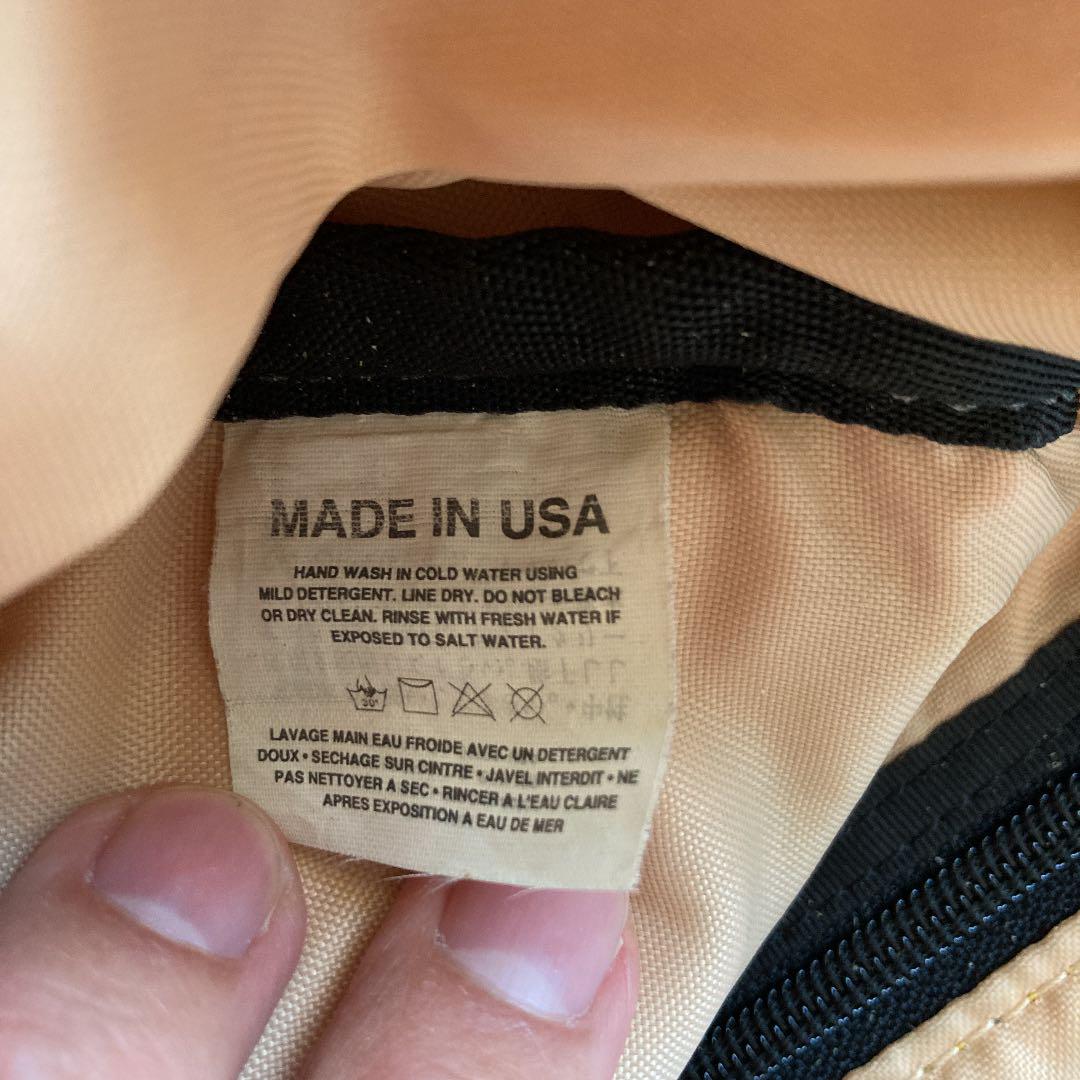 MADE IN USA
HAND WASH IN COLD WATER USING
MILD DETERGENT. LINE DRY. DO NOT BLEACH
OR DRY CLEAN. RINSE WITH FRESH WATER IF
EXPOSED TO SALT WATER.
30°
LAVAGE MAIN EAU FROIDE AVEC UN DETERGENT
DOUX • SECHAGE SUR CINTRE • JAVEL INTERDIT • NE
PAS NETTOYER A SEC • RINCER A L'EAU CLAIRE
APRES EXPOSITION A EAU DE MER